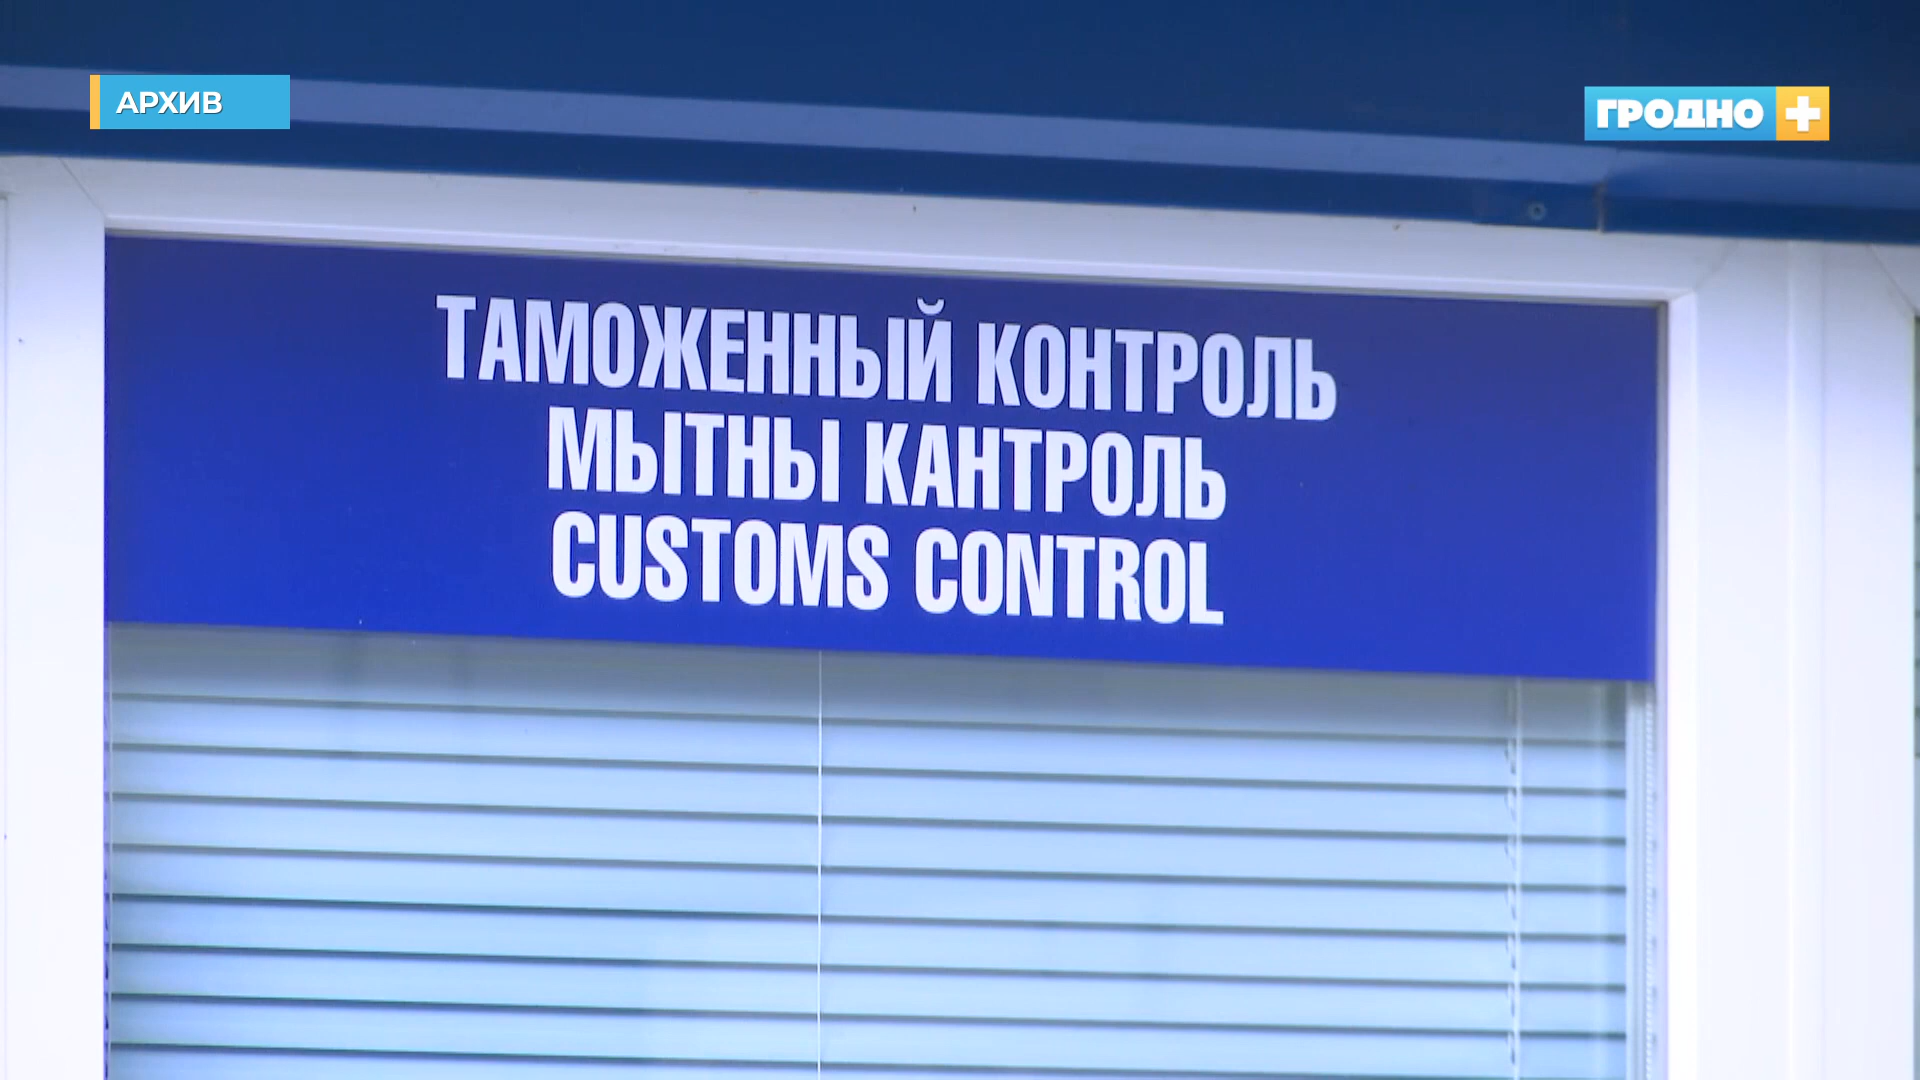 АРХИВ
ГРОДНО +
ТАМОЖЕННЫЙ КОНТРОЛЬ
МЫТНЫ КАНТРОЛЬ
CUSTOMS CONTROL